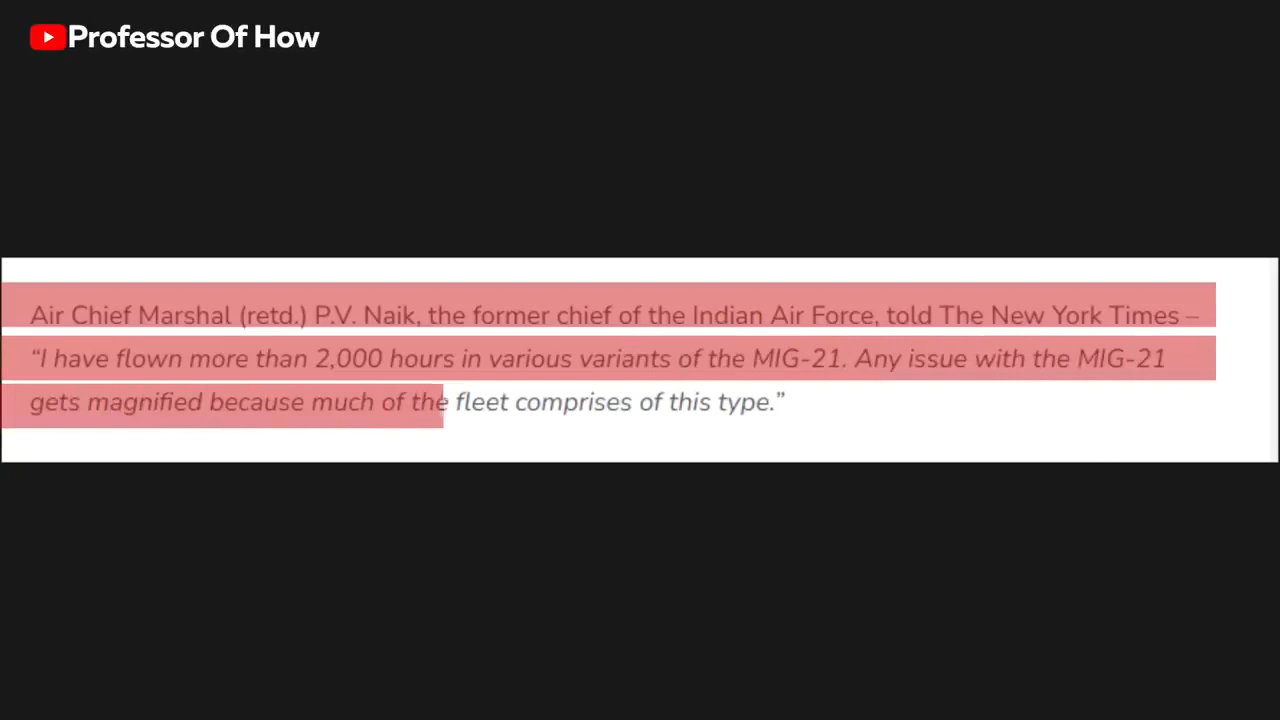 Professor Of How
Air Chief Marshal (retd.) P.V. Naik, the former chief of the Indian Air Force, told The New York Times –
“I have flown more than 2,000 hours in various variants of the MIG-21. Any issue with the MIG-21
gets magnified because much of the fleet comprises of this type.”